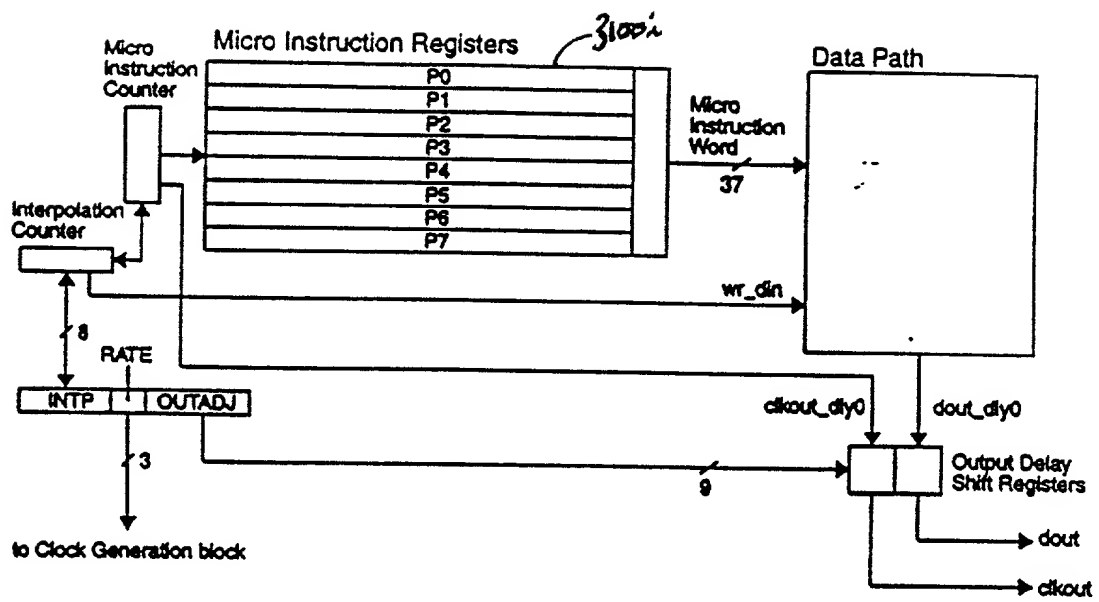 Micro
Instruction
Counter
Micro Instruction Registers
3100i
Data Path
P0
P1
P2
P3
P4
P5
P6
P7
Micro
Instruction
Word
37
Interpolation
Counter
wr_din
8
RATE
INTP
OUTADJ
clkout_dly0
dout_dly0
3
9
Output Delay
Shift Registers
to Clock Generation block
dout
clkout